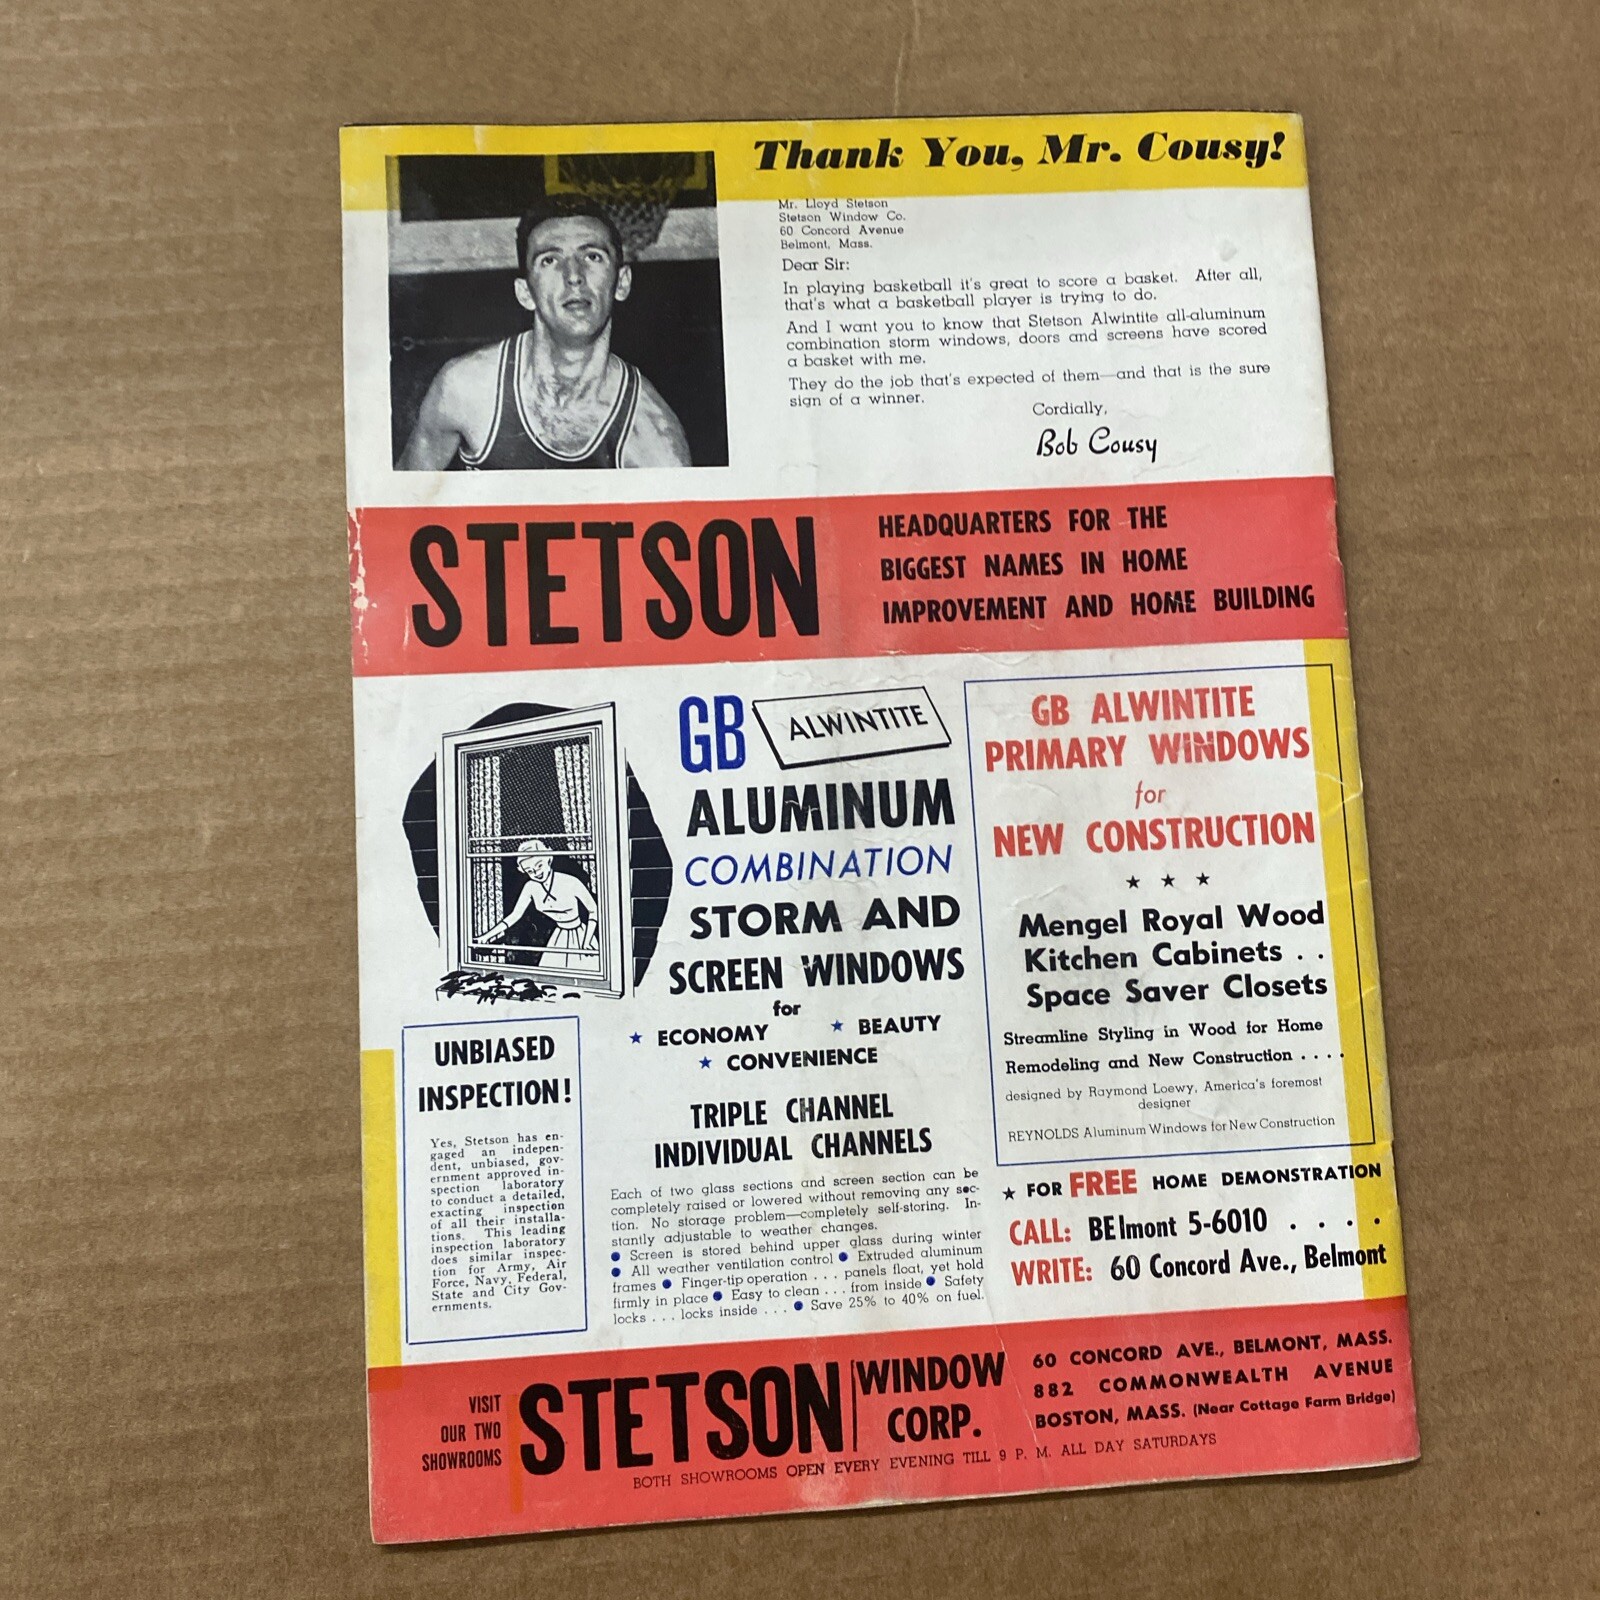 Thank You, Mr. Cousy!
Mr. Lloyd Stetson
Stetson Window Co.
60 Concord Avenue
Belmont, Mass.
Dear Sir:
In playing basketball it's great to score a basket. After all,
that's what a basketball player is trying to do.
And I want you to know that Stetson Alwintite all-aluminum
combination storm windows, doors and screens have scored
a basket with me.
They do the job that's expected of them—and that is the sure
sign of a winner.
Cordially,
Bob Cousy
STETSON
HEADQUARTERS FOR THE
BIGGEST NAMES IN HOME
IMPROVEMENT AND HOME BUILDING
GB ALWINTITE
ALUMINUM
COMBINATION
STORM AND
SCREEN WINDOWS
for
★ ECONOMY ★ BEAUTY
★ CONVENIENCE
TRIPLE CHANNEL
INDIVIDUAL CHANNELS
Each of two glass sections and screen section can be
completely raised or lowered without removing any sec-
tion. No storage problem—completely self-storing. In-
stantly adjustable to weather changes.
● Screen is stored behind upper glass during winter
● All weather ventilation control ● Extruded aluminum
frames ● Finger-tip operation . . . panels float, yet hold
firmly in place ● Easy to clean . . . from inside ● Safety
locks . . . locks inside . . . ● Save 25% to 40% on fuel.
UNBIASED
INSPECTION!
Yes, Stetson has en-
gaged an indepen-
dent, unbiased, gov-
ernment approved in-
spection laboratory
to conduct a detailed,
exacting inspection
of all their installa-
tions. This leading
inspection laboratory
does similar inspec-
tion for Army, Air
Force, Navy, Federal,
State and City Gov-
ernments.
GB ALWINTITE
PRIMARY WINDOWS
for
NEW CONSTRUCTION
★ ★ ★
Mengel Royal Wood
Kitchen Cabinets . .
Space Saver Closets
Streamline Styling in Wood for Home
Remodeling and New Construction . . . .
designed by Raymond Loewy, America's foremost
designer
REYNOLDS Aluminum Windows for New Construction
★ FOR FREE HOME DEMONSTRATION
CALL: BElmont 5-6010 . . . .
WRITE: 60 Concord Ave., Belmont
VISIT
OUR TWO
SHOWROOMS
STETSON WINDOW
CORP.
60 CONCORD AVE., BELMONT, MASS.
882 COMMONWEALTH AVENUE
BOSTON, MASS. (Near Cottage Farm Bridge)
BOTH SHOWROOMS OPEN EVERY EVENING TILL 9 P. M. ALL DAY SATURDAYS